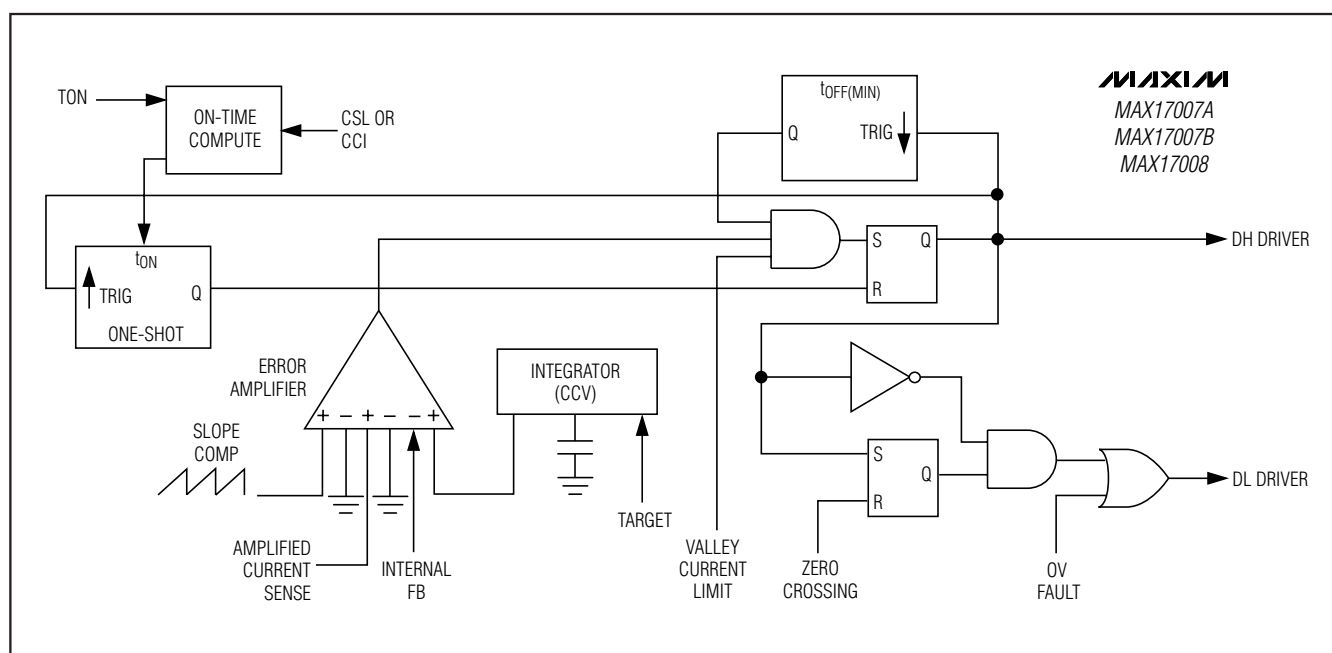 TON
ON-TIME
COMPUTE
CSL OR
CCI
tOFF(MIN)
Q
TRIG
MAXIM
MAX17007A
MAX17007B
MAX17008
tON
TRIG
Q
ONE-SHOT
S
Q
R
DH DRIVER
ERROR
AMPLIFIER
+ − + − − +
INTEGRATOR
(CCV)
SLOPE
COMP
AMPLIFIED
CURRENT
SENSE
INTERNAL
FB
TARGET
VALLEY
CURRENT
LIMIT
S
Q
R
ZERO
CROSSING
OV
FAULT
DL DRIVER